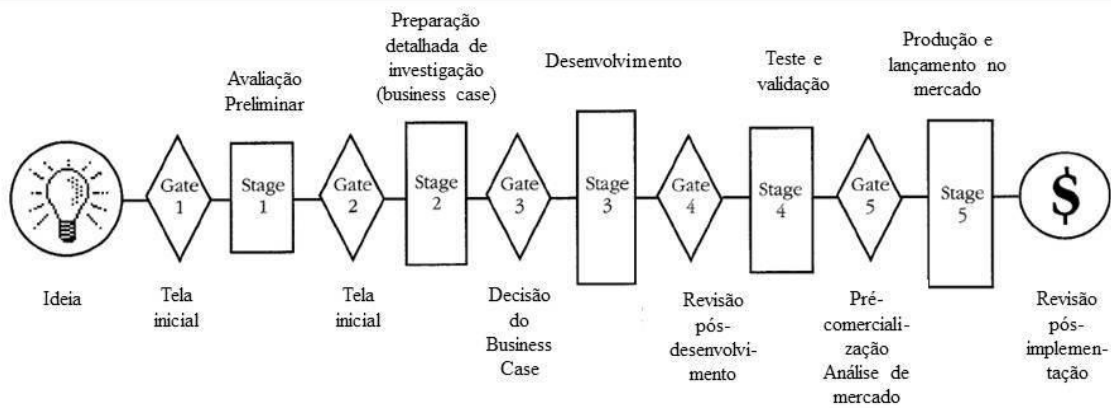 Preparação
detalhada de
investigação
(business case)
Avaliação
Preliminar
Desenvolvimento
Teste e
validação
Produção e
lançamento no
mercado
Gate
1
Stage
1
Gate
2
Stage
2
Gate
3
Stage
3
Gate
4
Stage
4
Gate
5
Stage
5
$
Ideia
Tela
inicial
Tela
inicial
Decisão
do
Business
Case
Revisão
pós-
desenvolvi-
mento
Pré-
comerciali-
zação
Análise de
mercado
Revisão
pós-
implemen-
tação